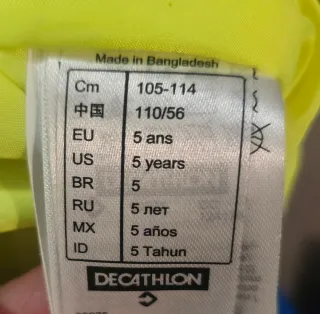 Made in Bangladesh
Cm 105-114
中国 110/56
EU 5 ans
US 5 years
BR 5
RU 5 лет
MX 5 años
ID 5 Tahun
DECATHLON